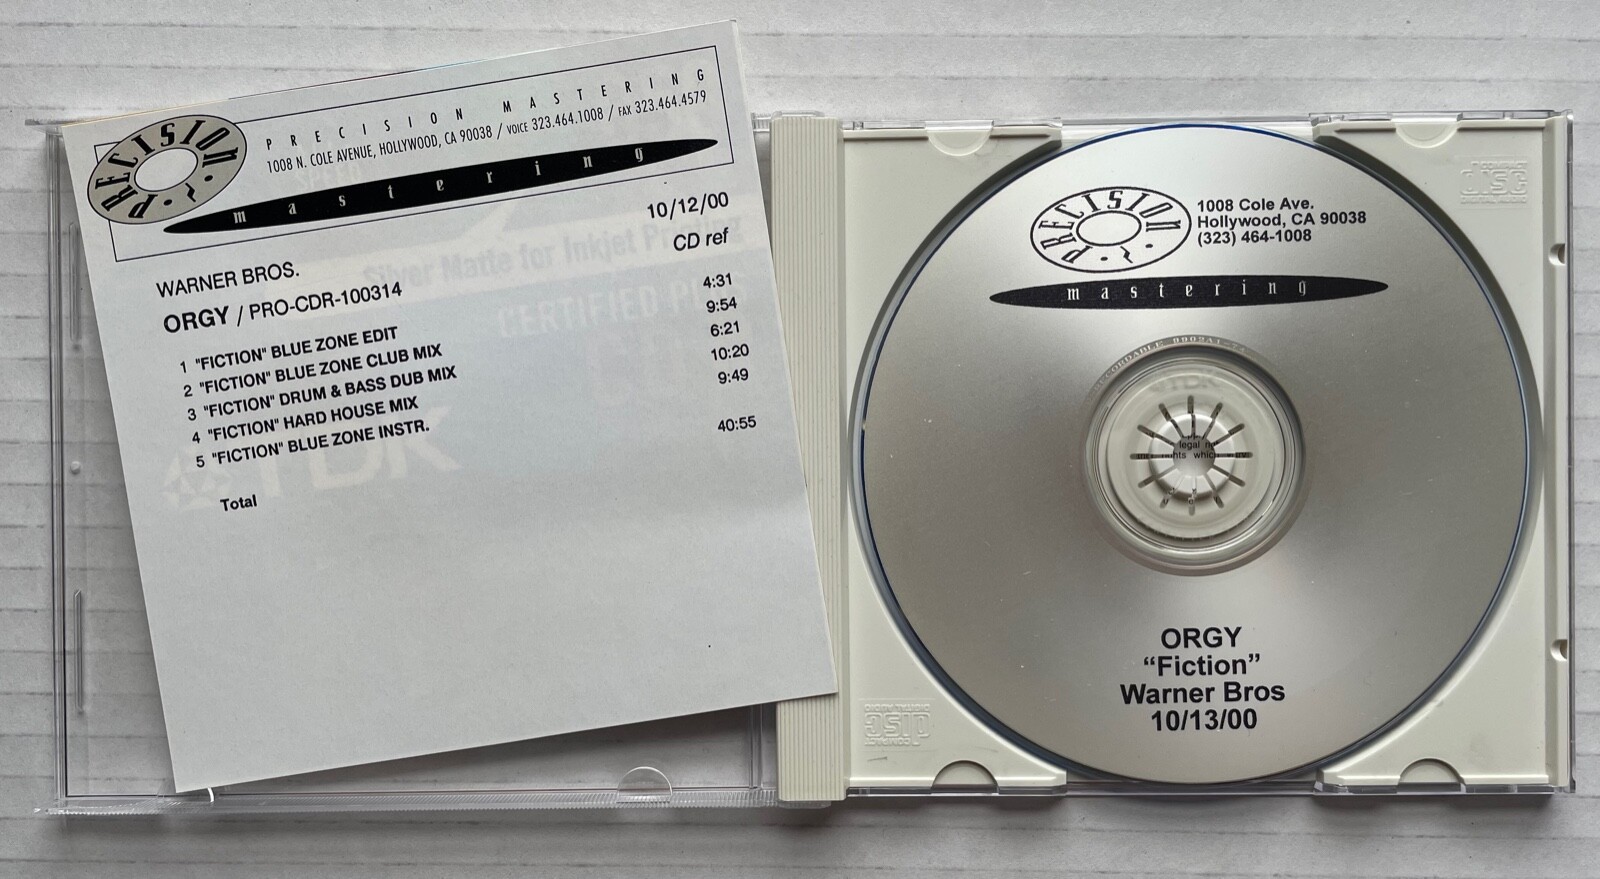 PRECISION
PRECISION MASTERING
1008 N. COLE AVENUE, HOLLYWOOD, CA 90038 / VOICE 323.464.1008 / FAX 323.464.4579
mastering
10/12/00
CD ref
WARNER BROS.
ORGY / PRO-CDR-100314
1 "FICTION" BLUE ZONE EDIT 4:31
2 "FICTION" BLUE ZONE CLUB MIX 9:54
3 "FICTION" DRUM & BASS DUB MIX 6:21
4 "FICTION" HARD HOUSE MIX 10:20
5 "FICTION" BLUE ZONE INSTR. 9:49
Total 40:55
SPEED
Silver Matte for Inkjet Printing
CERTIFIED PLUS
TDK
PRECISION
1008 Cole Ave.
Hollywood, CA 90038
(323) 464-1008
mastering
TDK
legal
which
ORGY
“Fiction”
Warner Bros
10/13/00
COMPACT
disc
DIGITAL AUDIO
COMPACT
disc
DIGITAL AUDIO